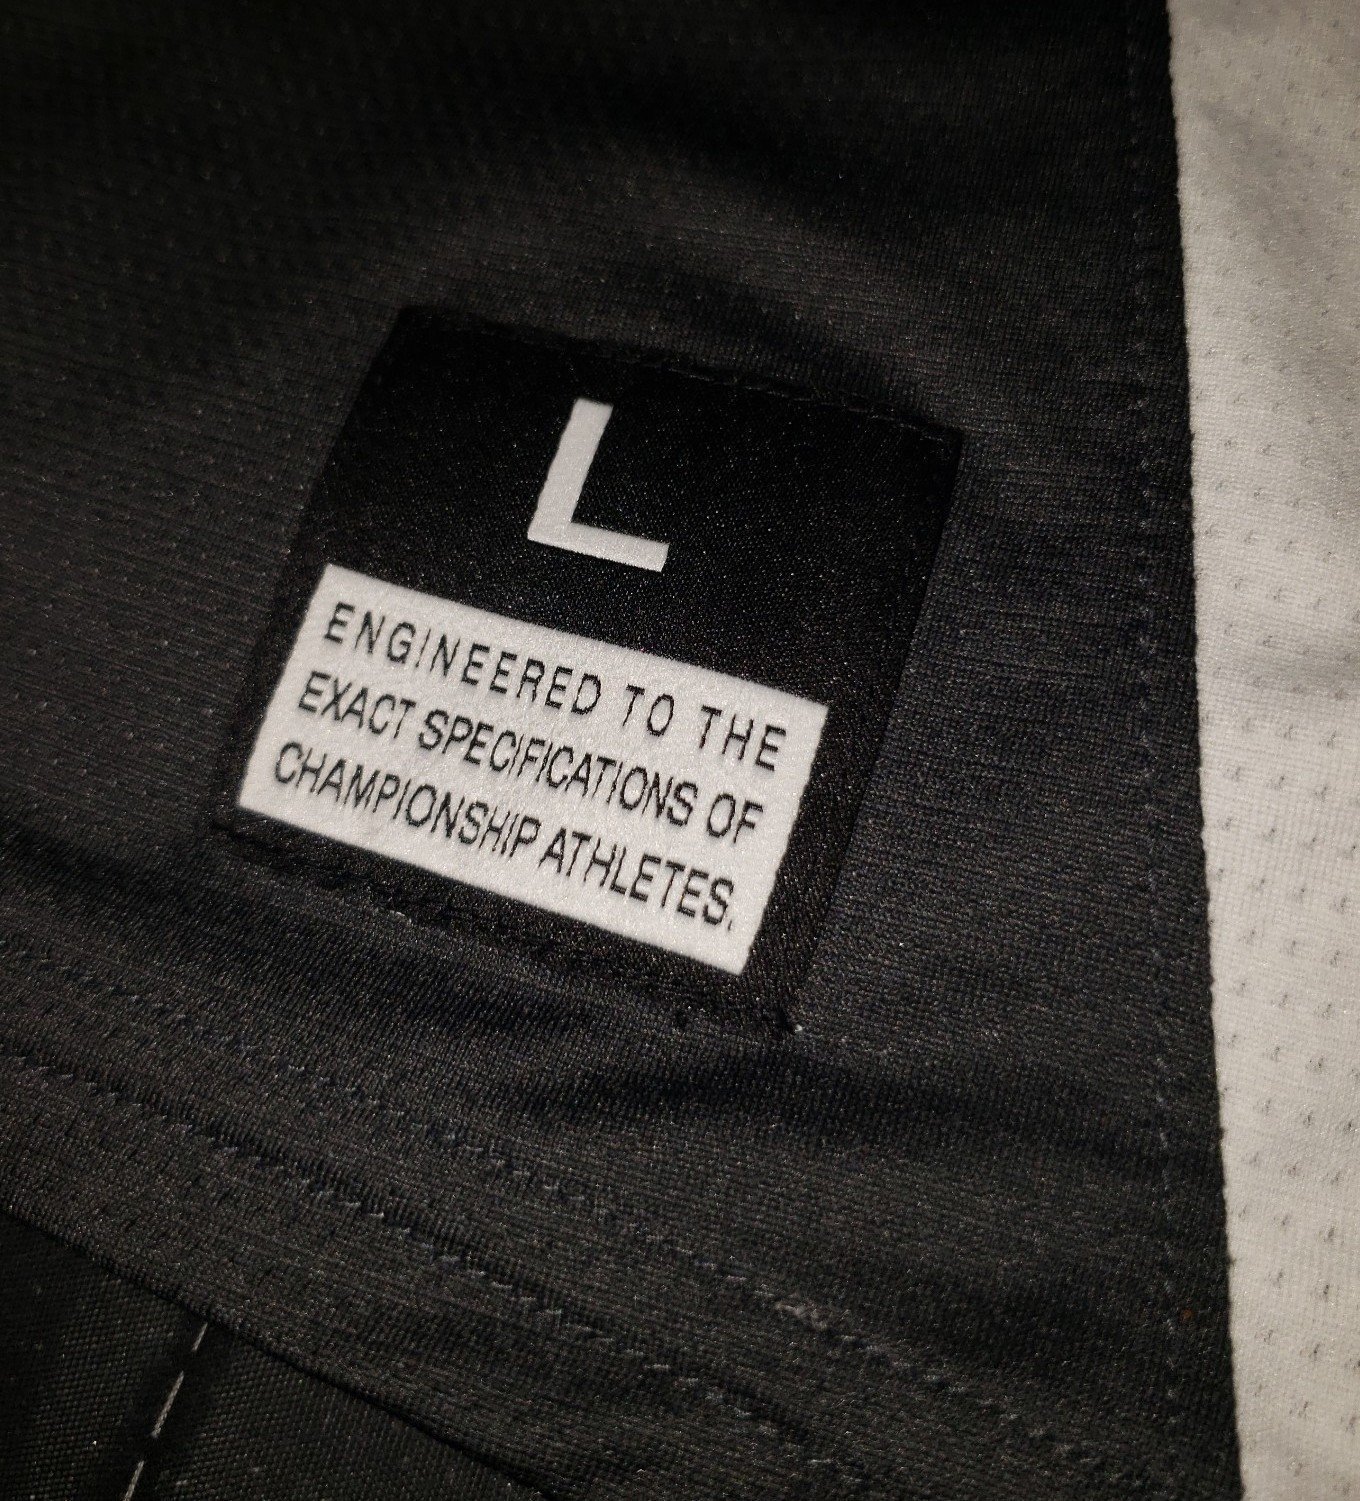 L
ENGINEERED TO THE
EXACT SPECIFICATIONS OF
CHAMPIONSHIP ATHLETES.